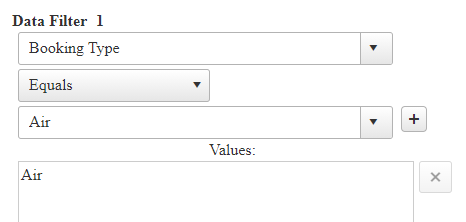 Data Filter 1
Booking Type
Equals
Air
Values:
Air